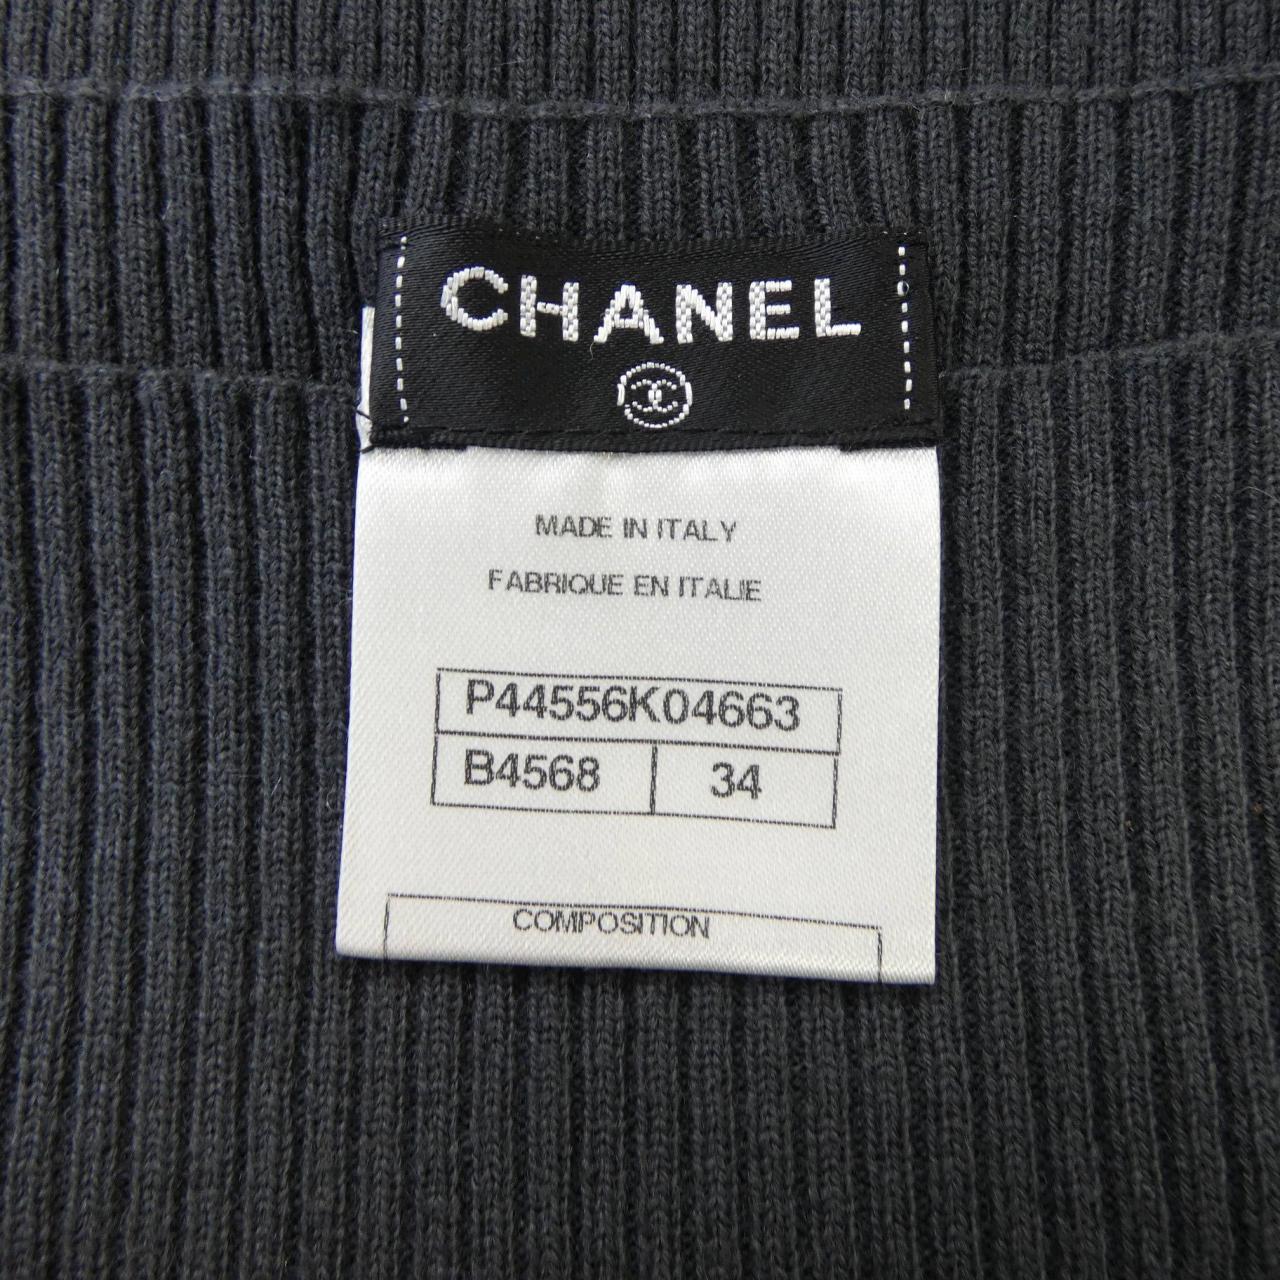 CHANEL
MADE IN ITALY
FABRIQUE EN ITALIE
P44556K04663
B4568 34
COMPOSITION